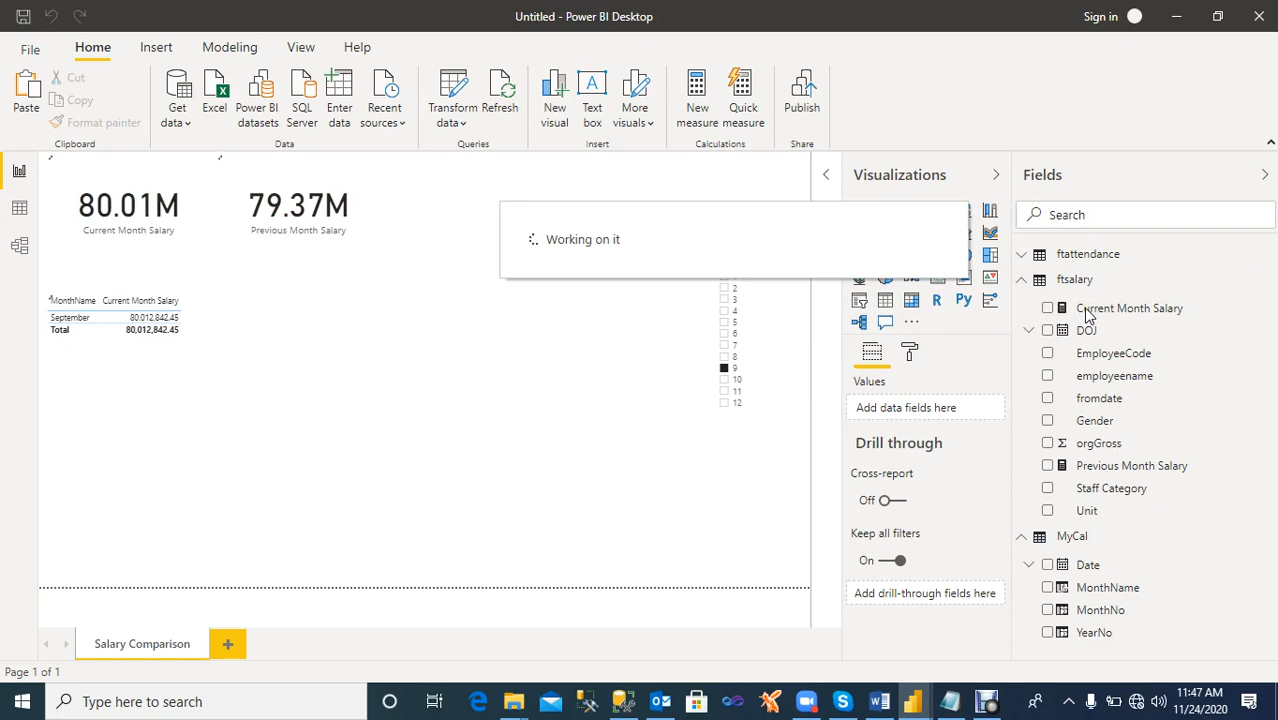 Untitled - Power BI Desktop
Sign in
File Home Insert Modeling View Help
Paste
Cut
Copy
Format painter
Clipboard
Get data
Excel
Power BI datasets
SQL Server
Enter data
Recent sources
Data
Transform data
Refresh
Queries
New visual
Text box
More visuals
Insert
New measure
Quick measure
Calculations
Publish
Share
80.01M
Current Month Salary
79.37M
Previous Month Salary
Working on it
MonthName Current Month Salary
September 80,012,842.45
Total 80,012,842.45
2
3
4
5
6
7
8
9
10
11
12
Visualizations
R Py
Values
Add data fields here
Drill through
Cross-report
Off
Keep all filters
On
Add drill-through fields here
Fields
Search
ftattendance
ftsalary
Current Month Salary
DOJ
EmployeeCode
employeename
fromdate
Gender
Σ orgGross
Previous Month Salary
Staff Category
Unit
MyCal
Date
MonthName
MonthNo
YearNo
Salary Comparison
Page 1 of 1
Type here to search
11:47 AM
11/24/2020